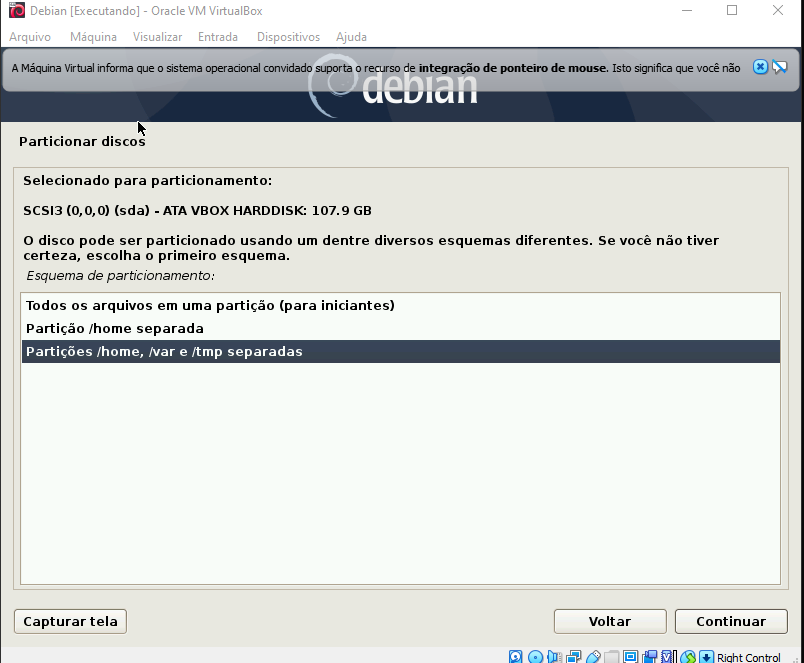 Debian [Executando] - Oracle VM VirtualBox
Arquivo Máquina Visualizar Entrada Dispositivos Ajuda
A Máquina Virtual informa que o sistema operacional convidado suporta o recurso de integração de ponteiro de mouse. Isto significa que você não
debian
Particionar discos
Selecionado para particionamento:
SCSI3 (0,0,0) (sda) - ATA VBOX HARDDISK: 107.9 GB
O disco pode ser particionado usando um dentre diversos esquemas diferentes. Se você não tiver
certeza, escolha o primeiro esquema.
Esquema de particionamento:
Todos os arquivos em uma partição (para iniciantes)
Partição /home separada
Partições /home, /var e /tmp separadas
Capturar tela Voltar Continuar
Right Control